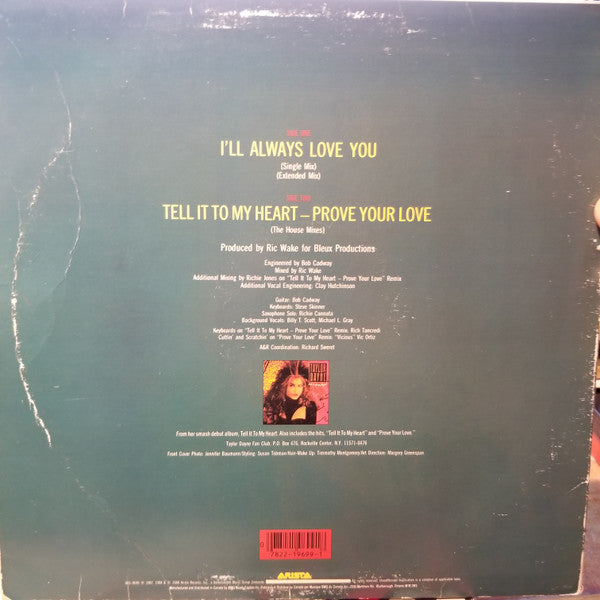 SIDE ONE
I'LL ALWAYS LOVE YOU
(Single Mix)
(Extended Mix)
SIDE TWO
TELL IT TO MY HEART – PROVE YOUR LOVE
(The House Mixes)
Produced by Ric Wake for Bleux Productions
Engineered by Bob Cadway
Mixed by Ric Wake
Additional Mixing by Richie Jones on "Tell It To My Heart – Prove Your Love" Remix
Additional Vocal Engineering: Clay Hutchinson
Guitar: Bob Cadway
Keyboards: Steve Skinner
Saxophone Solo: Richie Cannata
Background Vocals: Billy T. Scott, Michael L. Gray
Keyboards on "Tell It To My Heart – Prove Your Love" Remix: Rich Tancredi
Cuttin' and Scratchin' on "Prove Your Love" Remix: "Vicious" Vic Ortiz
A&R Coordination: Richard Sweret
TAYLOR
DAYNE
From her smash debut album, Tell It To My Heart. Also includes the hits, "Tell It To My Heart" and "Prove Your Love."
Taylor Dayne Fan Club, P.O. Box 476, Rockville Center, N.Y. 11571-0476
Front Cover Photo: Jennifer Baumann/Styling: Susan Tabman/Hair-Make Up: Timmothy Montgomery/Art Direction: Margery Greenspan
0 7822-19699-1
ARISTA